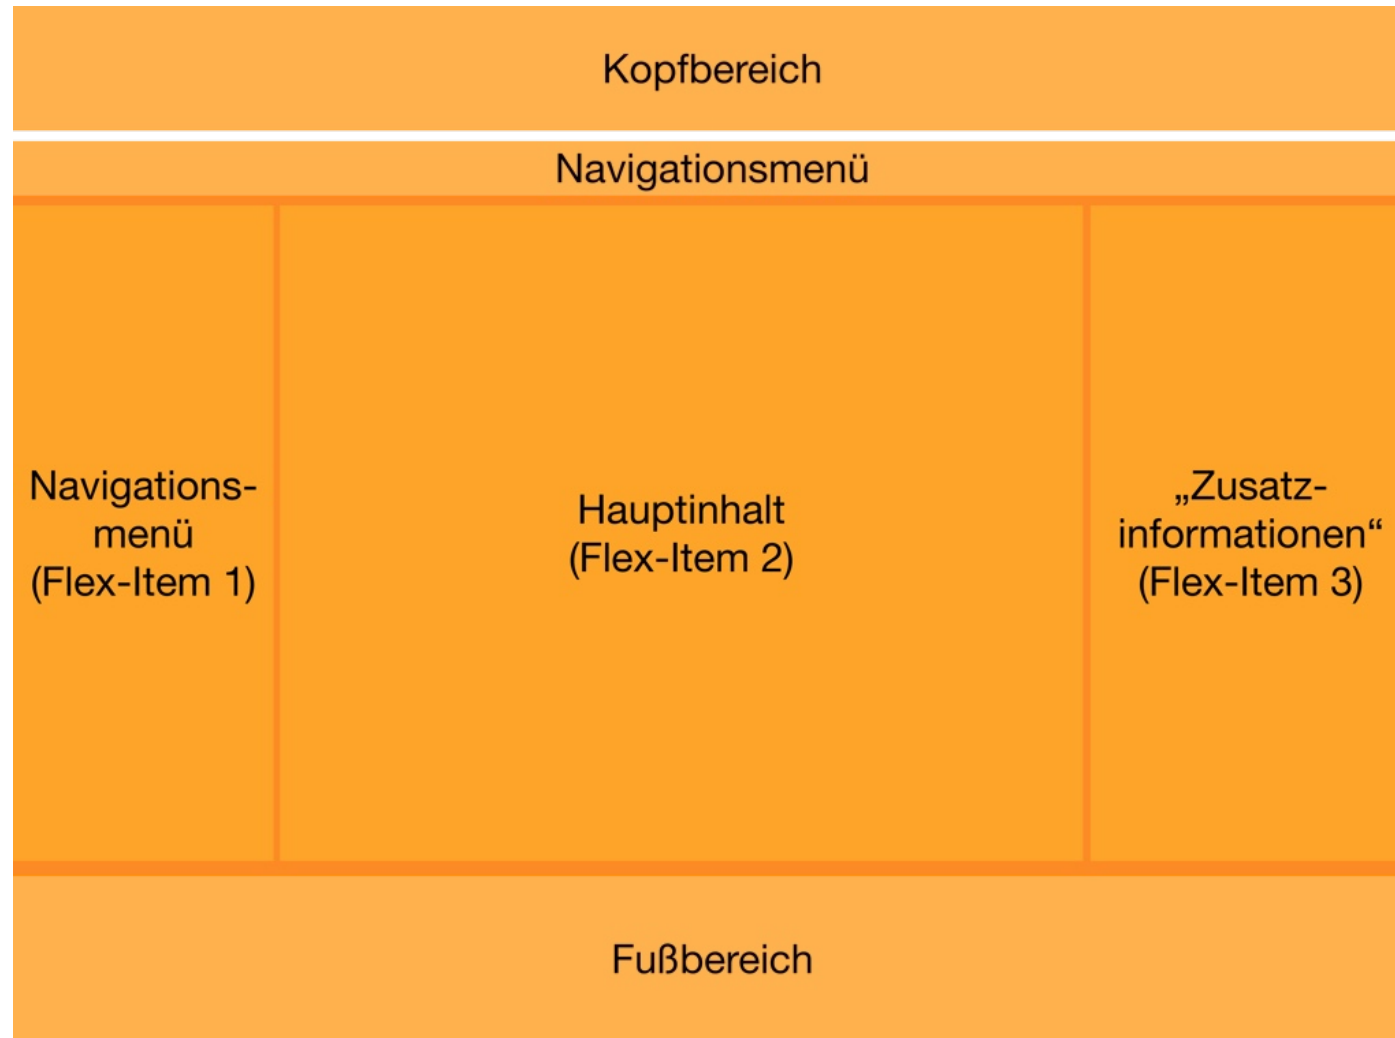 Kopfbereich
Navigationsmenü
Navigations-
menü
(Flex-Item 1)
Hauptinhalt
(Flex-Item 2)
„Zusatz-
informationen“
(Flex-Item 3)
Fußbereich